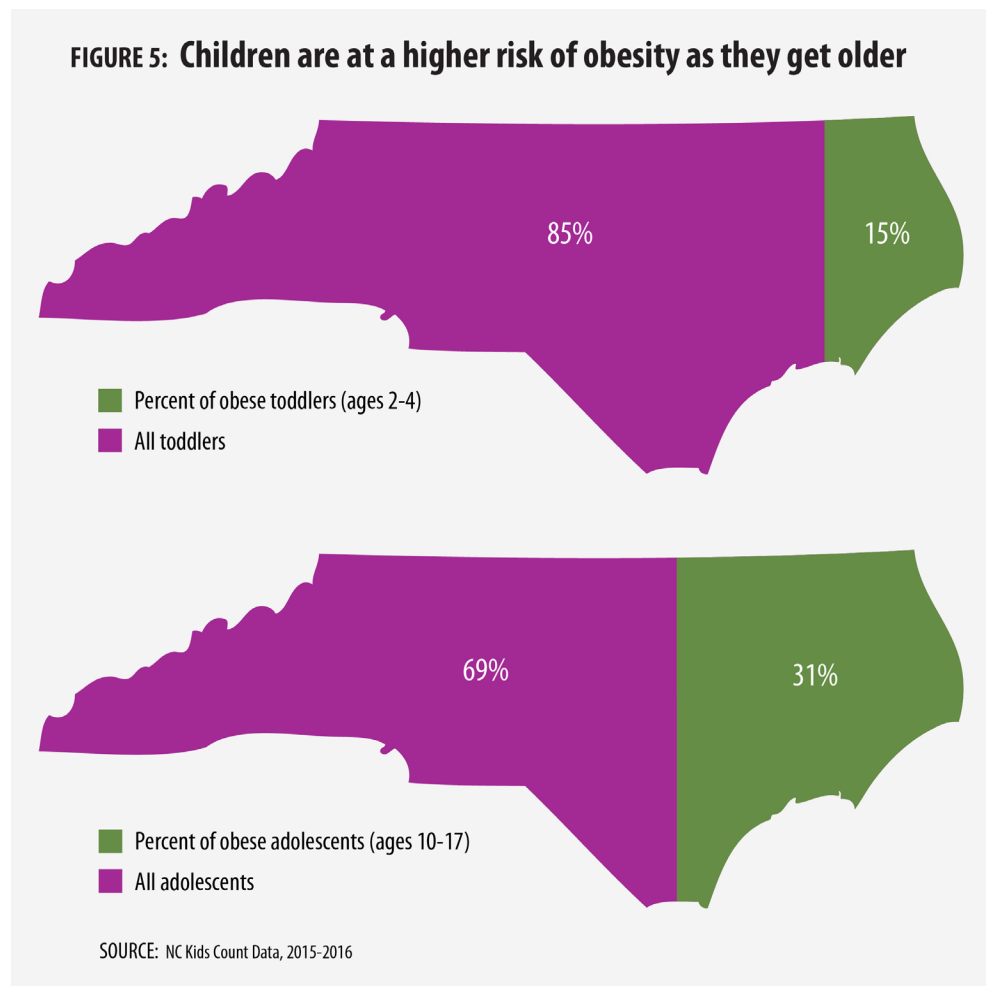 FIGURE 5: Children are at a higher risk of obesity as they get older
85%
15%
Percent of obese toddlers (ages 2-4)
All toddlers
69%
31%
Percent of obese adolescents (ages 10-17)
All adolescents
SOURCE: NC Kids Count Data, 2015-2016